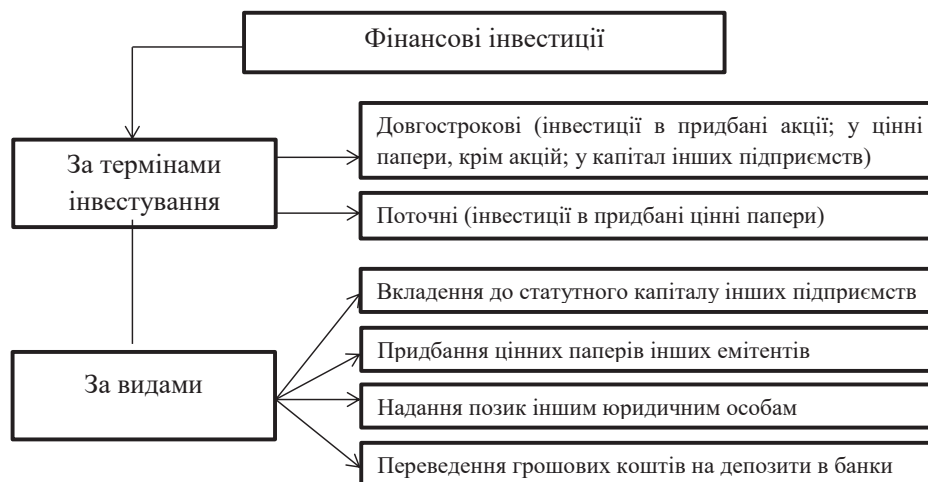 Фінансові інвестиції
За термінами
інвестування
Довгострокові (інвестиції в придбані акції; у цінні
папери, крім акцій; у капітал інших підприємств)
Поточні (інвестиції в придбані цінні папери)
За видами
Вкладення до статутного капіталу інших підприємств
Придбання цінних паперів інших емітентів
Надання позик іншим юридичним особам
Переведення грошових коштів на депозити в банки